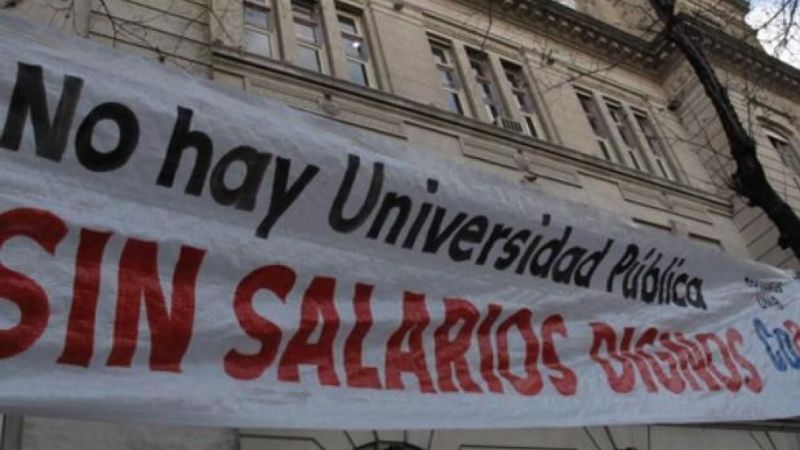 No hay Universidad Pública
SIN SALARIOS DIGNOS